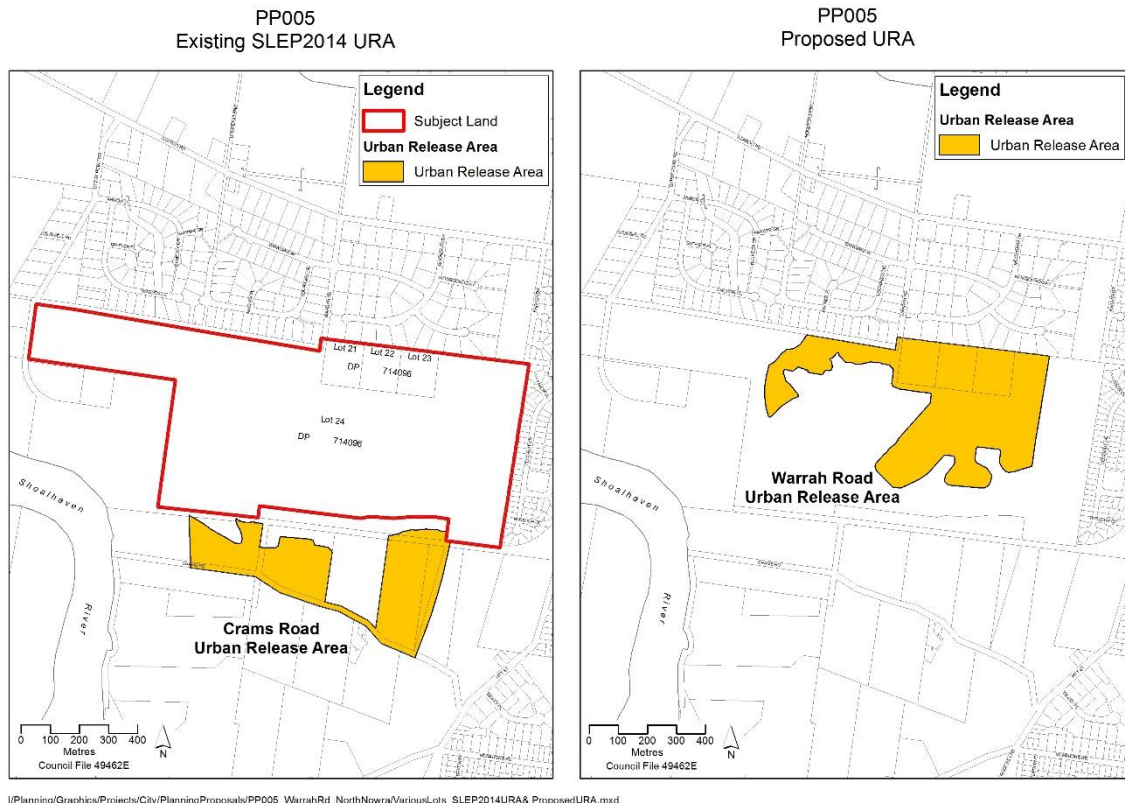 PP005
Existing SLEP2014 URA
Legend
Subject Land
Urban Release Area
Urban Release Area
Lot 21 Lot 22 Lot 23
DP 714096
Lot 24
DP 714096
Shoalhaven
River
Crams Road
Urban Release Area
0 100 200 300 400
Metres
N
Council File 49462E
PP005
Proposed URA
Legend
Urban Release Area
Urban Release Area
Warrah Road
Urban Release Area
Shoalhaven
River
0 100 200 300 400
Metres
N
Council File 49462E
I/Planning/Graphics/Projects/City/PlanningProposals/PP005_WarrahRd_NorthNowra/VariousLots_SLEP2014URA& ProposedURA.mxd